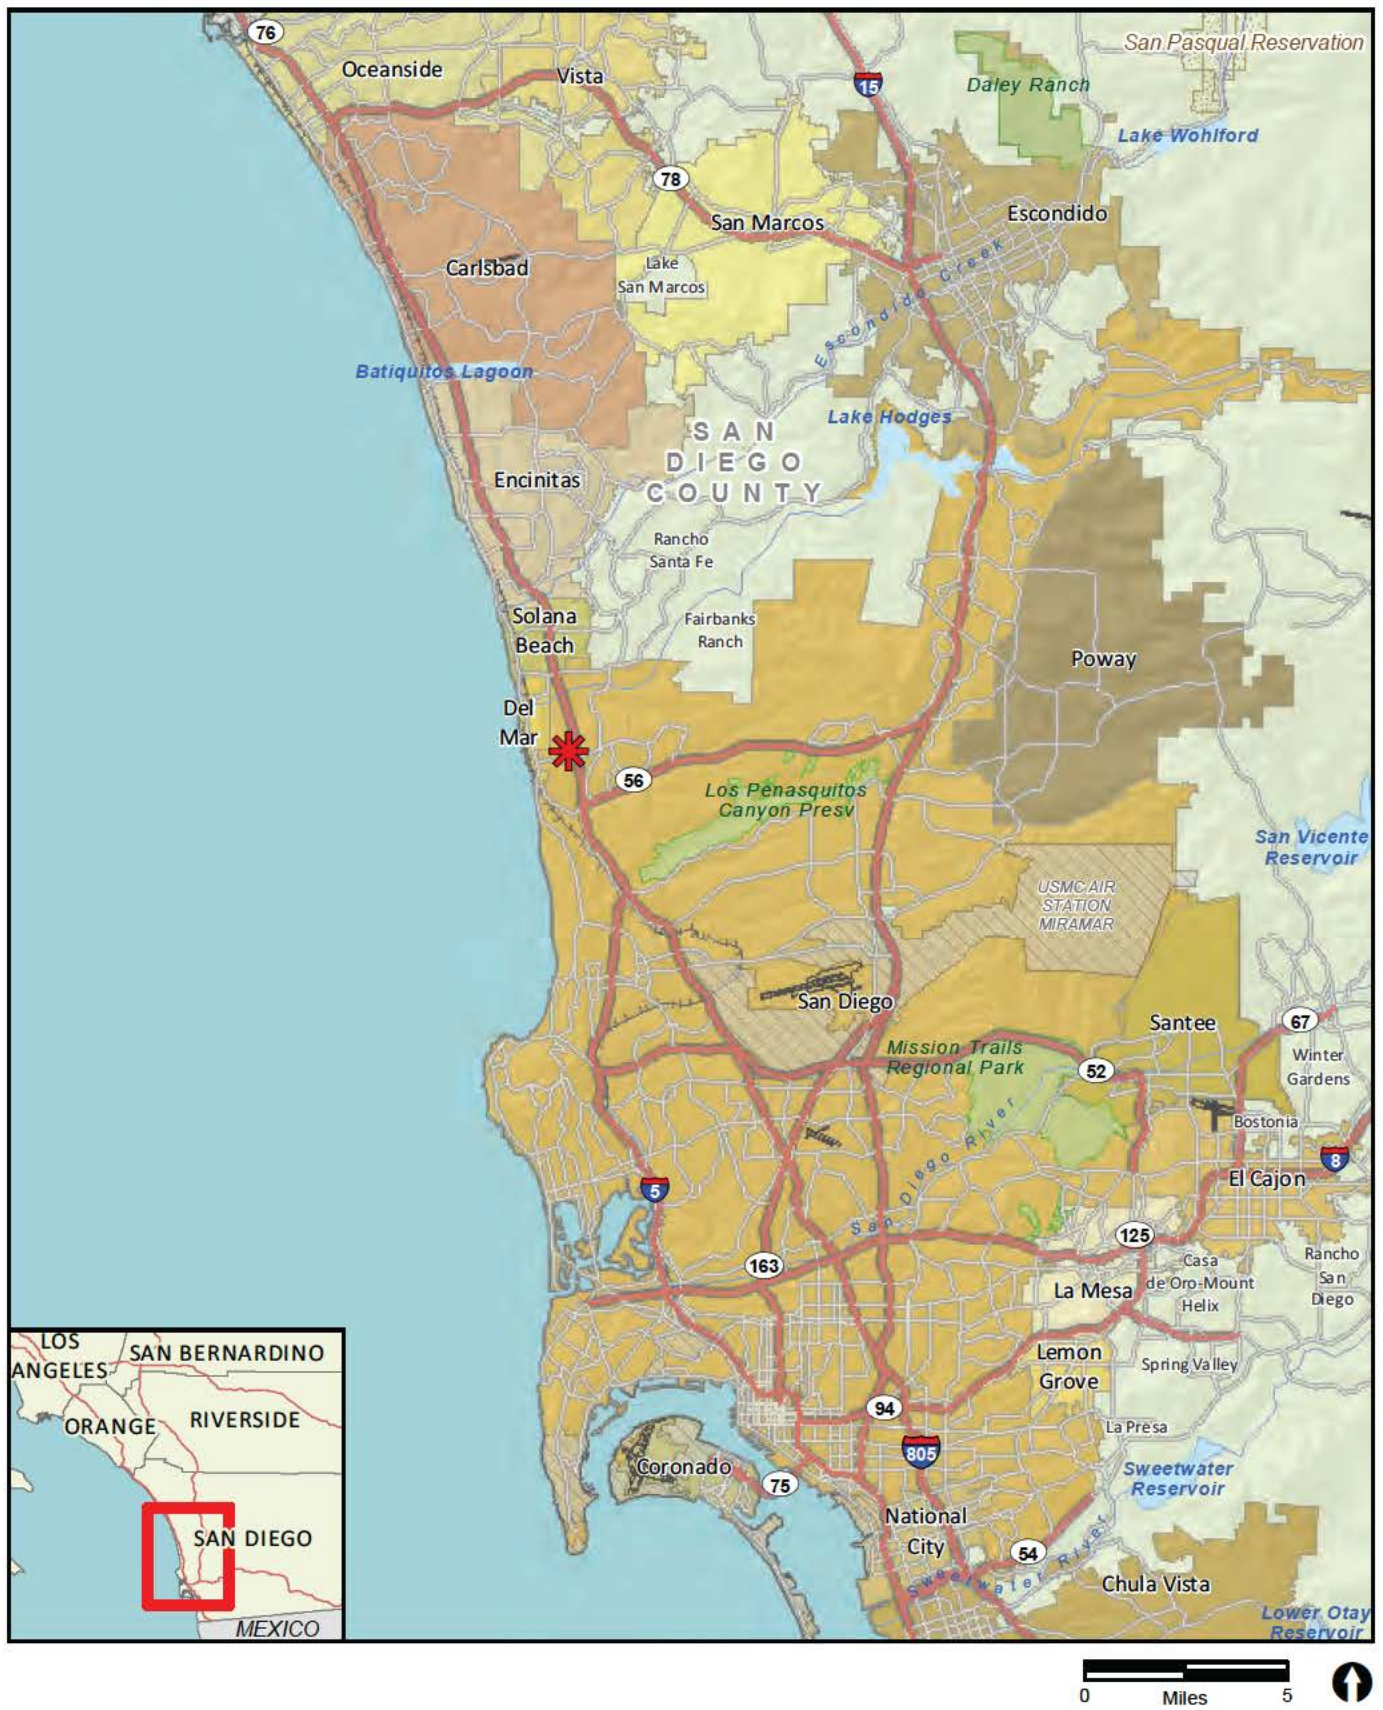 76
Oceanside
Vista
15
San Pasqual Reservation
Daley Ranch
Lake Wohlford
78
San Marcos
Escondido
Carlsbad
Lake
San Marcos
Escondido Creek
Batiquitos Lagoon
Lake Hodges
SAN
DIEGO
COUNTY
Encinitas
Rancho
Santa Fe
Solana
Beach
Fairbanks
Ranch
Poway
Del
Mar
56
Los Penasquitos
Canyon Presv
San Vicente
Reservoir
USMC AIR
STATION
MIRAMAR
San Diego
Santee
67
Mission Trails
Regional Park
52
Winter
Gardens
Bostonia
San Diego River
8
5
El Cajon
125
163
Casa
de Oro-Mount
Helix
La Mesa
Rancho
San
Diego
Lemon
Grove
Spring Valley
94
La Presa
805
Coronado
75
Sweetwater
Reservoir
National
City
54
Sweetwater River
Chula Vista
Lower Otay
Reservoir
LOS
ANGELES
SAN BERNARDINO
ORANGE
RIVERSIDE
SAN DIEGO
MEXICO
0
Miles
5